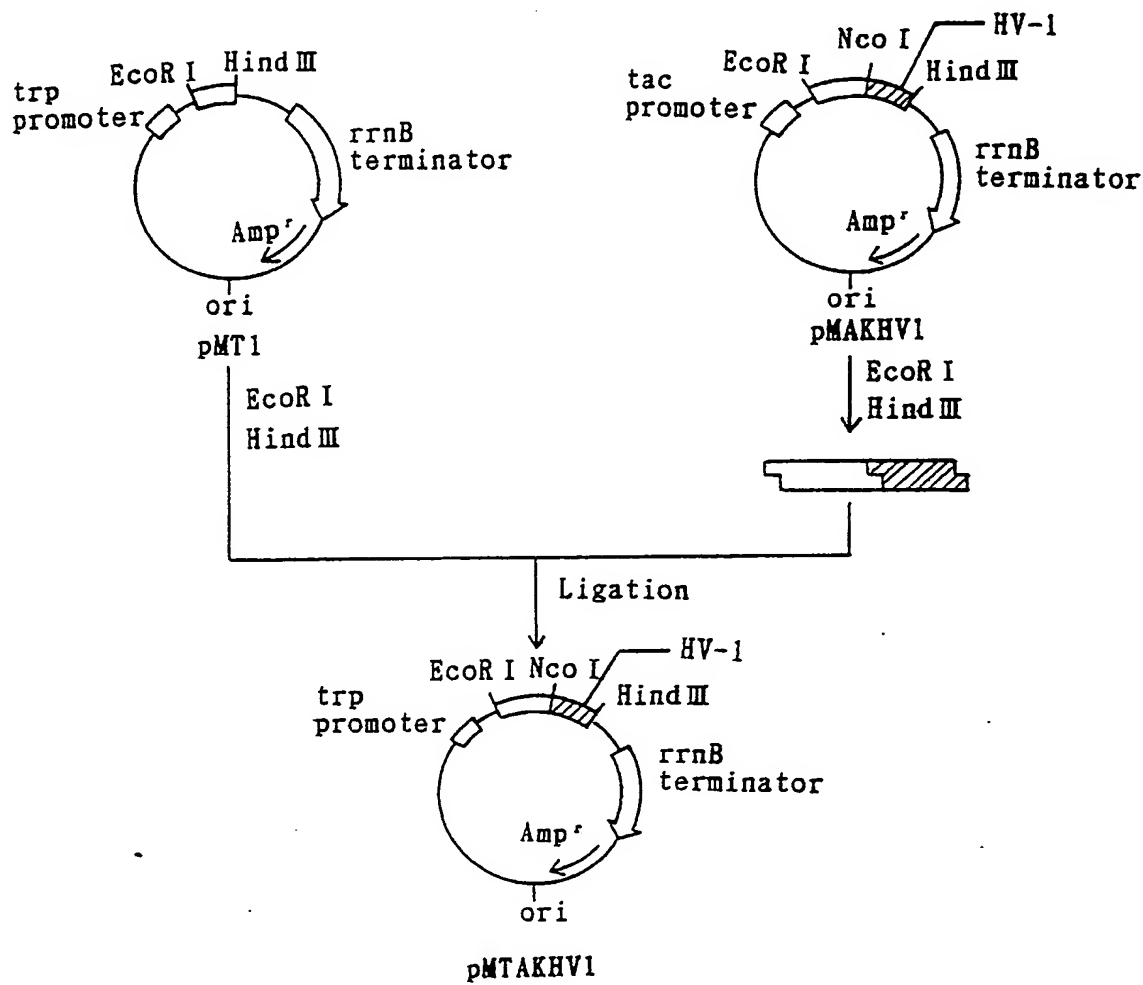 EcoR I
Hind III
trp
promoter
rrnB
terminator
Amp r
ori
pMT1
HV-1
Nco I
EcoR I
Hind III
tac
promoter
rrnB
terminator
Amp r
ori
pMAKHV1
EcoR I
Hind III
EcoR I
Hind III
Ligation
HV-1
EcoR I Nco I
Hind III
trp
promoter
rrnB
terminator
Amp r
ori
pMTAKHV1